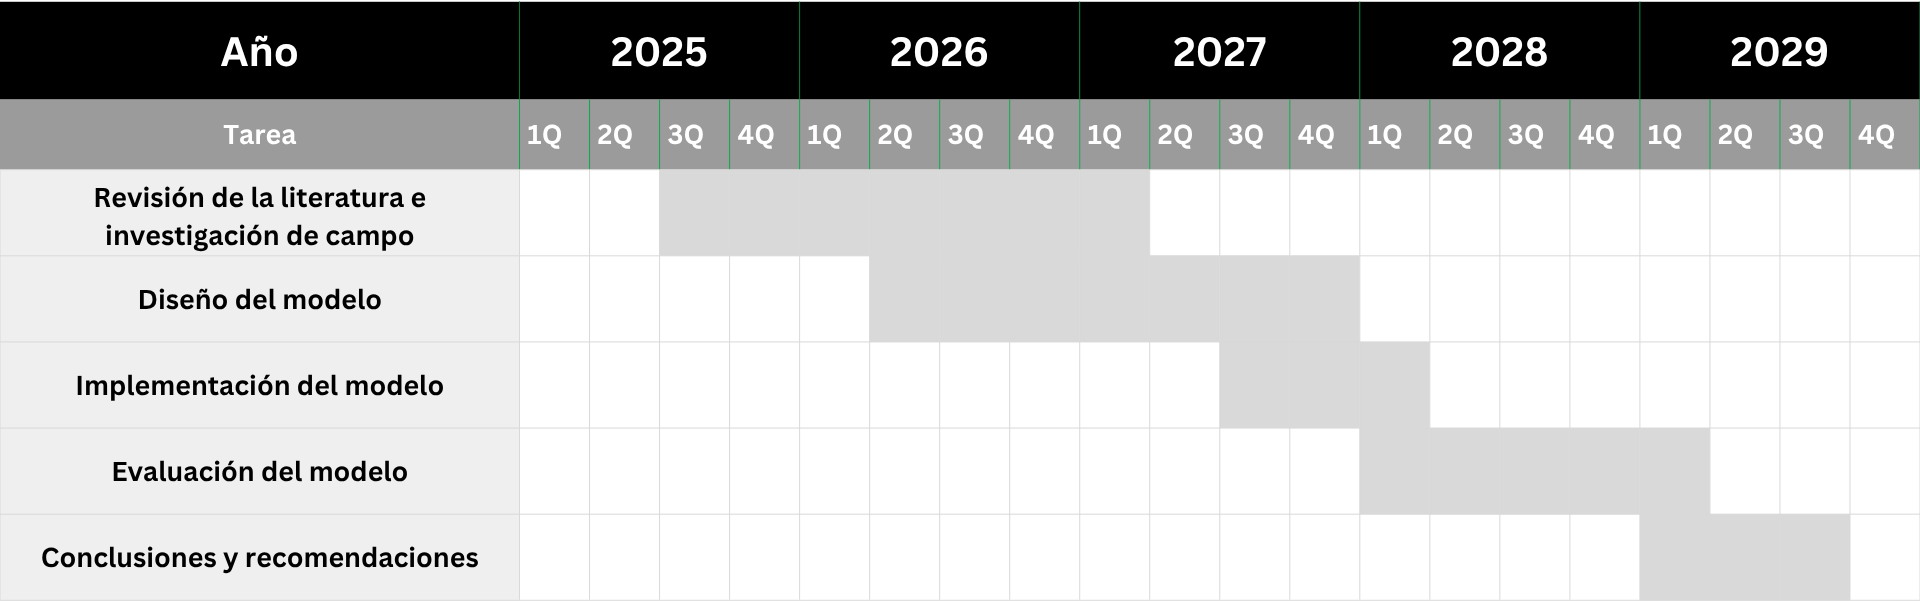 Año 2025 2026 2027 2028 2029
Tarea 1Q 2Q 3Q 4Q 1Q 2Q 3Q 4Q 1Q 2Q 3Q 4Q 1Q 2Q 3Q 4Q 1Q 2Q 3Q 4Q
Revisión de la literatura e
investigación de campo
Diseño del modelo
Implementación del modelo
Evaluación del modelo
Conclusiones y recomendaciones